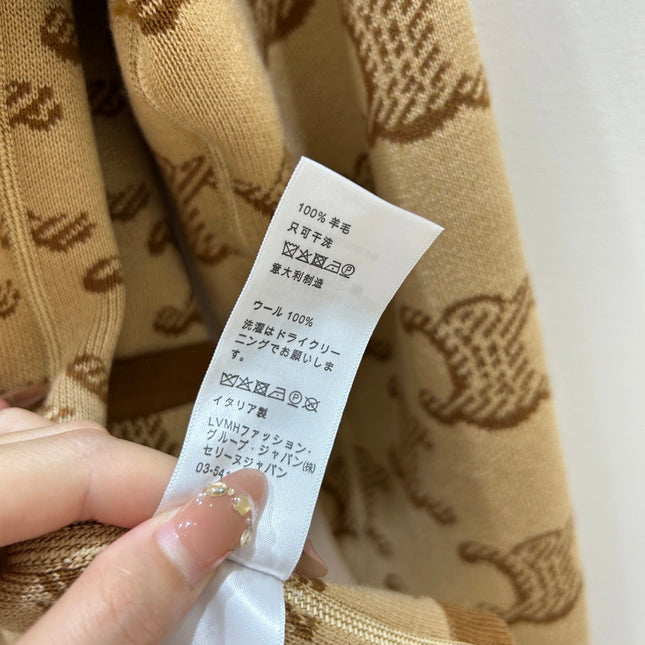 100% 羊毛
只可干洗
意大利制造
ウール 100%
洗濯はドライクリー
ニングでお願いしま
す。
イタリア製
LVMHファッション・
グループ・ジャパン(株)
セリーヌジャパン
03-54